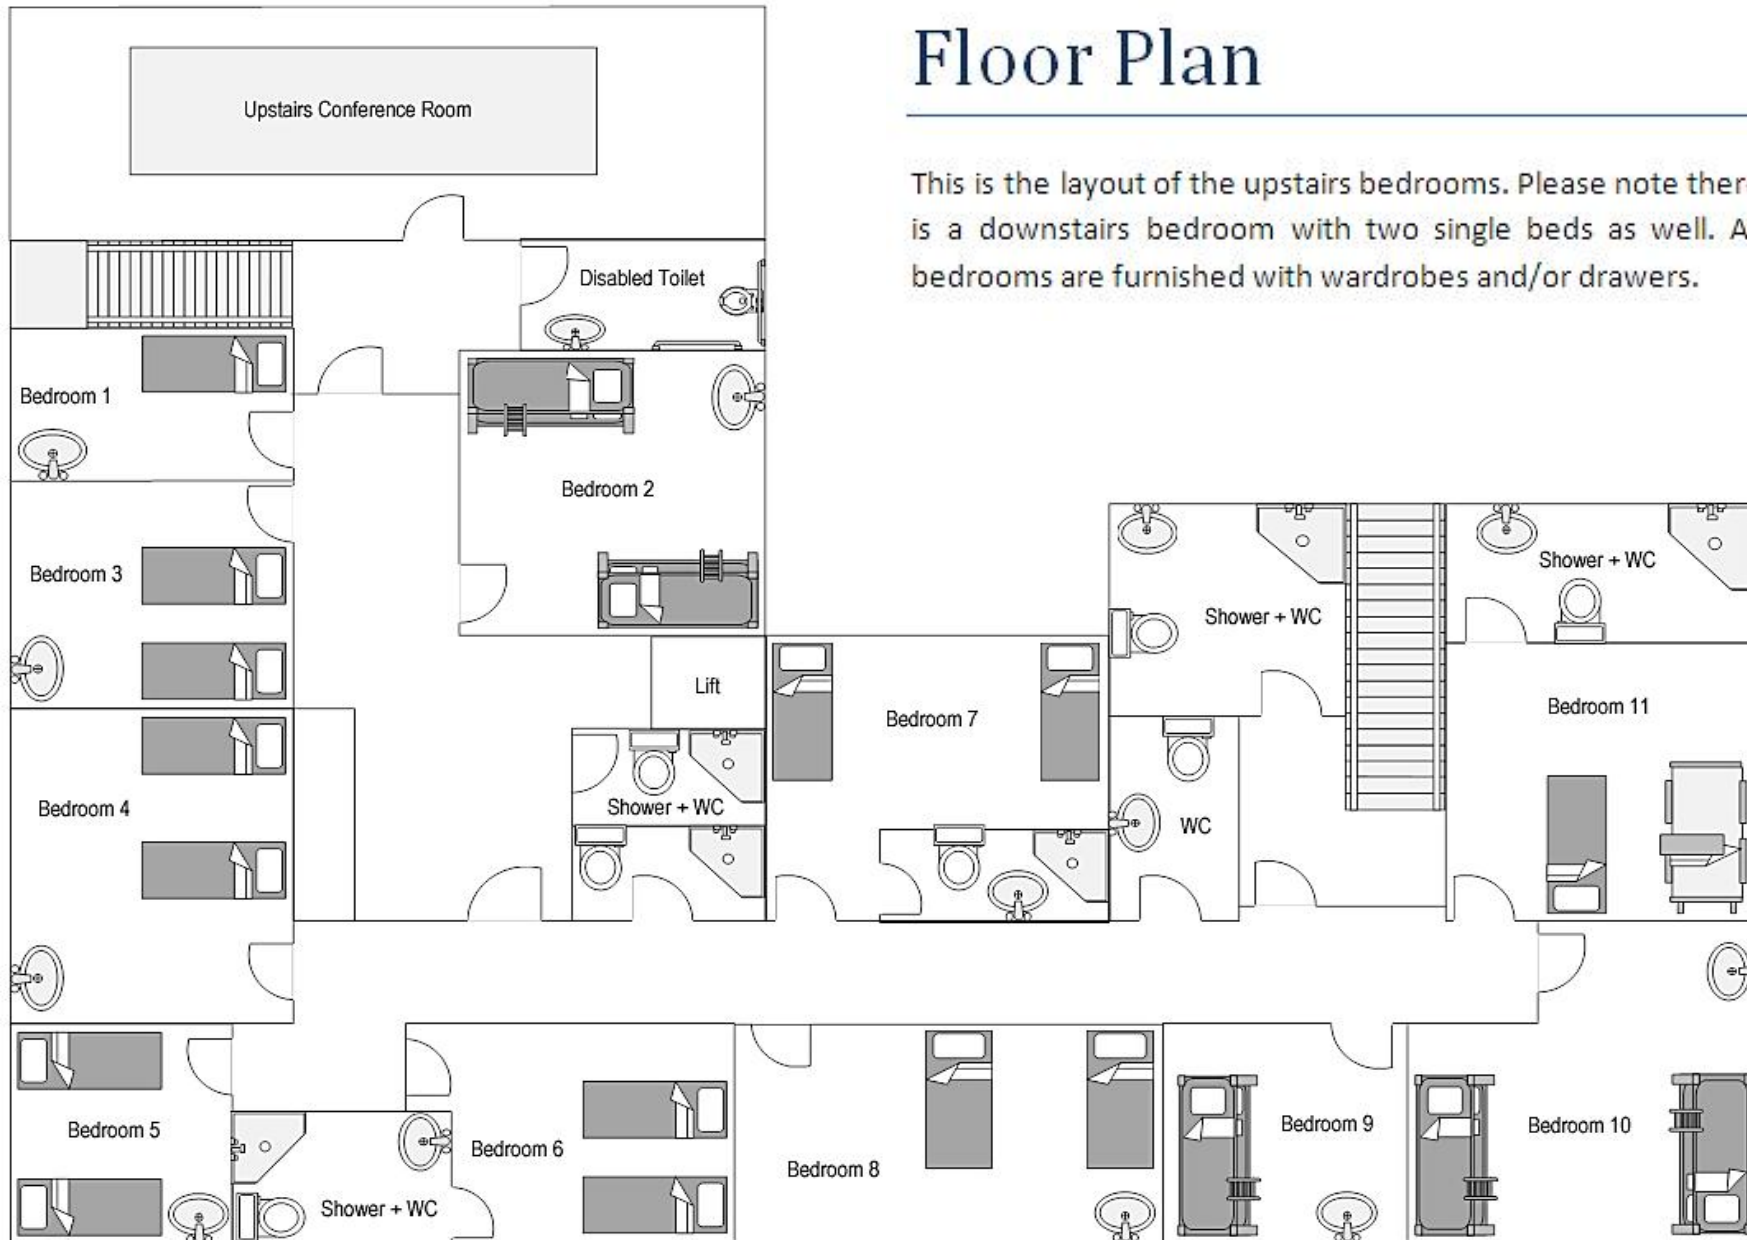 Floor Plan
This is the layout of the upstairs bedrooms. Please note ther
is a downstairs bedroom with two single beds as well. A
bedrooms are furnished with wardrobes and/or drawers.
Upstairs Conference Room
Disabled Toilet
Bedroom 1
Bedroom 2
Shower + WC
Bedroom 3
Shower + WC
Lift
Bedroom 7
Bedroom 11
Bedroom 4
Shower + WC
WC
Bedroom 5
Bedroom 6
Bedroom 8
Bedroom 9
Bedroom 10
Shower + WC